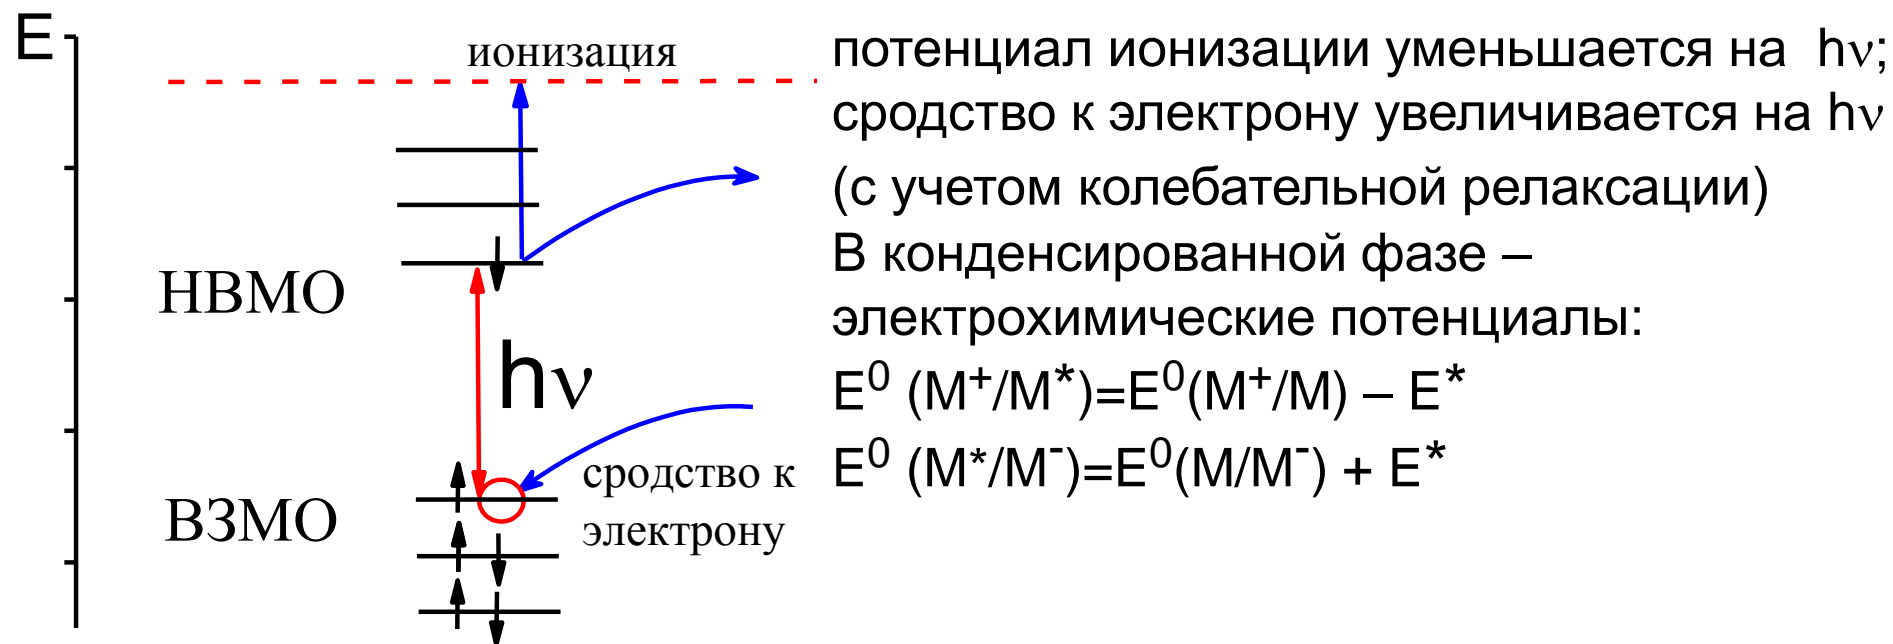 E
ионизация
НВМО
hν
ВЗМО
сродство к
электрону
потенциал ионизации уменьшается на hν;
сродство к электрону увеличивается на hν
(с учетом колебательной релаксации)
В конденсированной фазе –
электрохимические потенциалы:
E⁰ (M⁺/M*)=E⁰(M⁺/M) – E*
E⁰ (M*/M⁻)=E⁰(M/M⁻) + E*